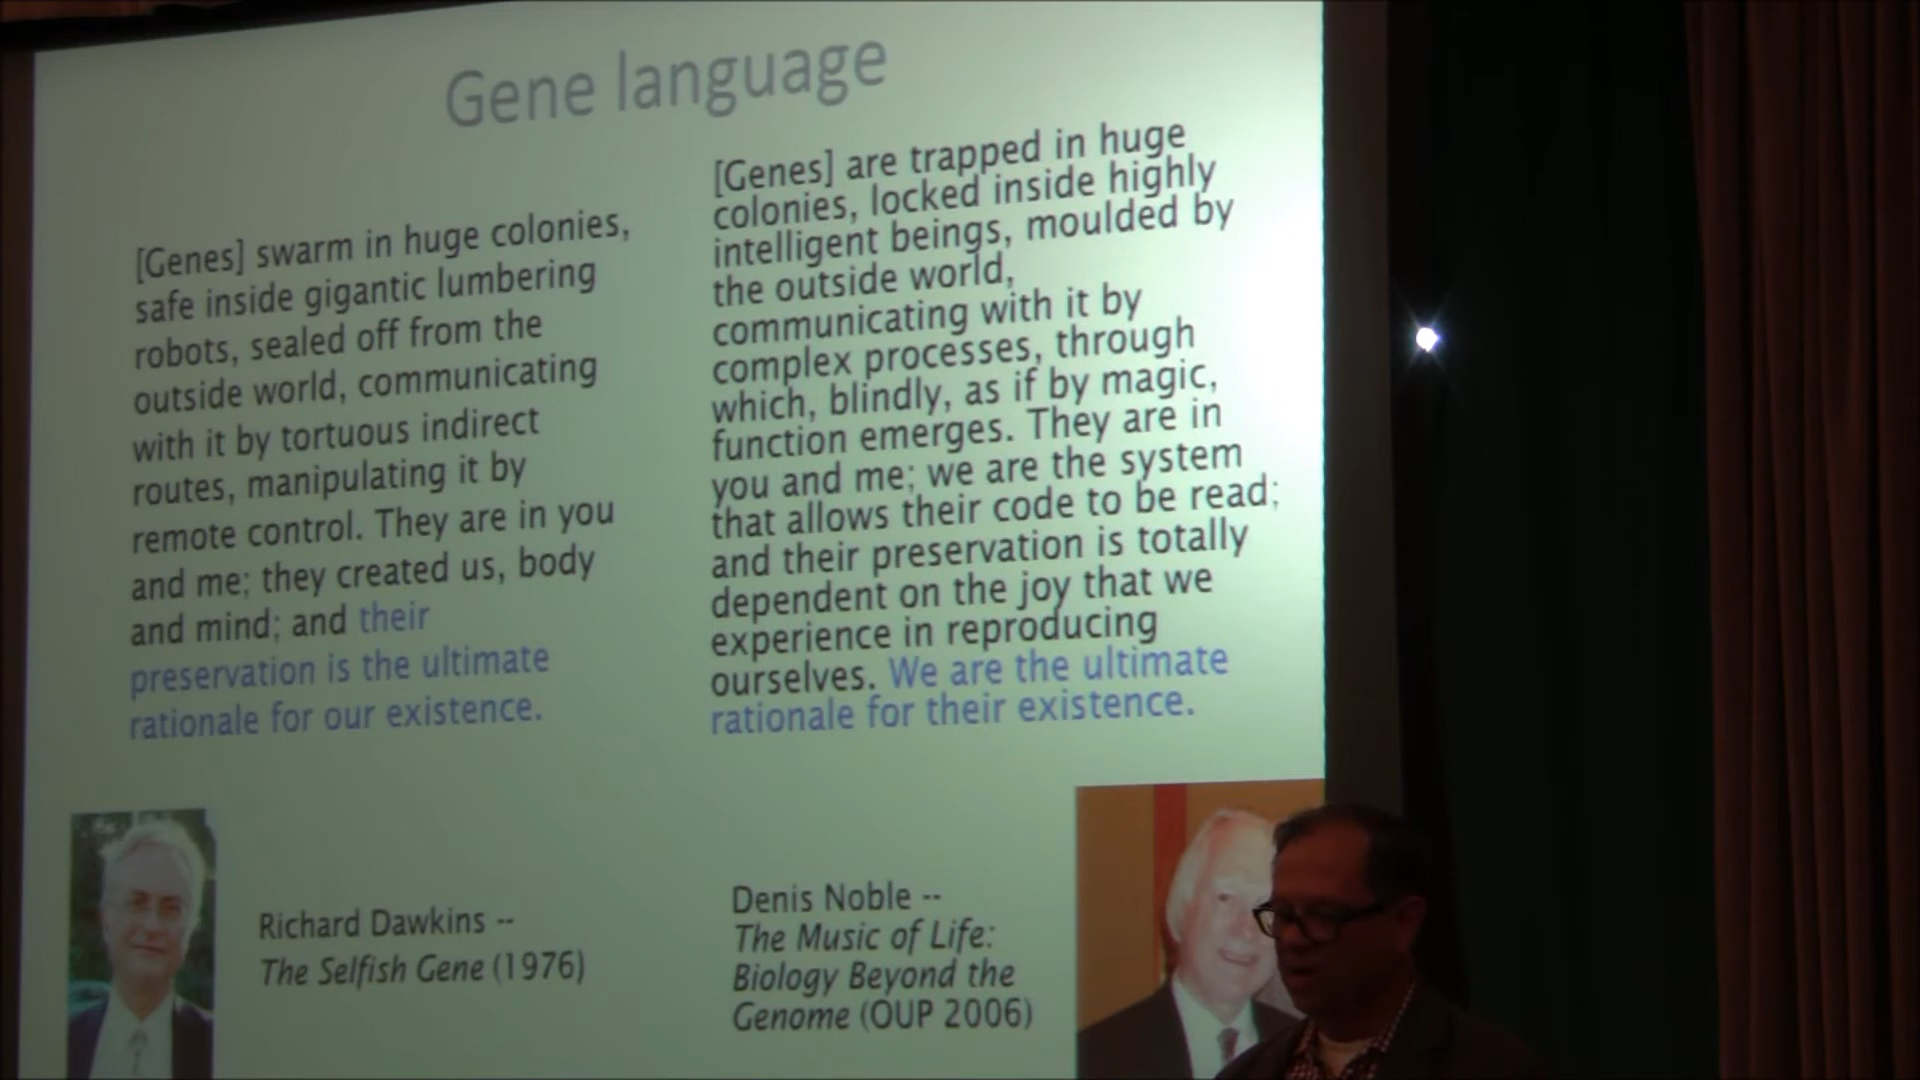 Gene language
[Genes] swarm in huge colonies,
safe inside gigantic lumbering
robots, sealed off from the
outside world, communicating
with it by tortuous indirect
routes, manipulating it by
remote control. They are in you
and me; they created us, body
and mind; and their
preservation is the ultimate
rationale for our existence.
[Genes] are trapped in huge
colonies, locked inside highly
intelligent beings, moulded by
the outside world,
communicating with it by
complex processes, through
which, blindly, as if by magic,
function emerges. They are in
you and me; we are the system
that allows their code to be read;
and their preservation is totally
dependent on the joy that we
experience in reproducing
ourselves. We are the ultimate
rationale for their existence.
Richard Dawkins --
The Selfish Gene (1976)
Denis Noble --
The Music of Life:
Biology Beyond the
Genome (OUP 2006)